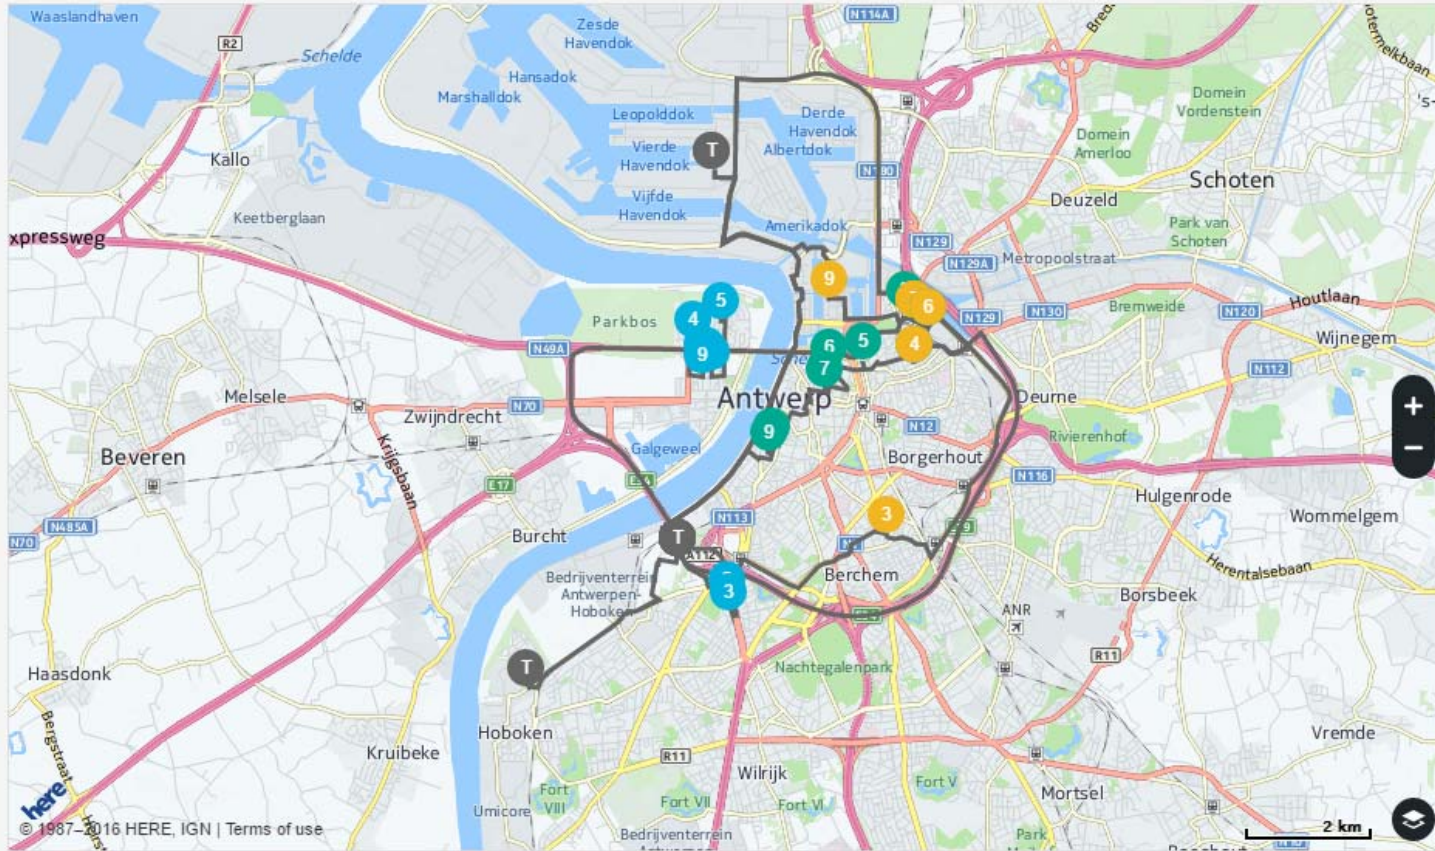 Waaslandhaven
R2
Schelde
Zesde
Havendok
N114A
Hansadok
Marshalldok
Leopolddok
Derde
Havendok
Domein
Vordenstein
's-
T
Vierde
Havendok
Albertdok
Domein
Amerloo
Kallo
N180
Schoten
Keetberglaan
Vijfde
Havendok
Deuzeld
Amerikadok
Park van
Schoten
xpressweg
N129
Metropoolstraat
N129A
9
5
4
6
Houtlaan
Parkbos
Bremweide
N129
N130
N120
Wijnegem
N49A
9
6
5
4
7
N112
Melsele
Antwerp
Deurne
Zwijndrecht
N70
+
−
N12
9
Rivierenhof
Beveren
Krijgsbaan
Galgeweel
Borgerhout
E17
N116
Hulgenrode
N485A
N113
3
Wommelgem
N70
Burcht
T
A112
Herentalsebaan
Bedrijventerrein
Antwerpen-
Hoboken
3
Berchem
Borsbeek
ANR
T
Haasdonk
Nachtegalenpark
R11
Bergstraat
Hoboken
Kruibeke
R11
Vremde
Wilrijk
Fort
VIII
Fort VII
Fort VI
Fort V
Mortsel
here
Umicore
© 1987–2016 HERE, IGN | Terms of use
Bedrijventerrein
Park
2 km